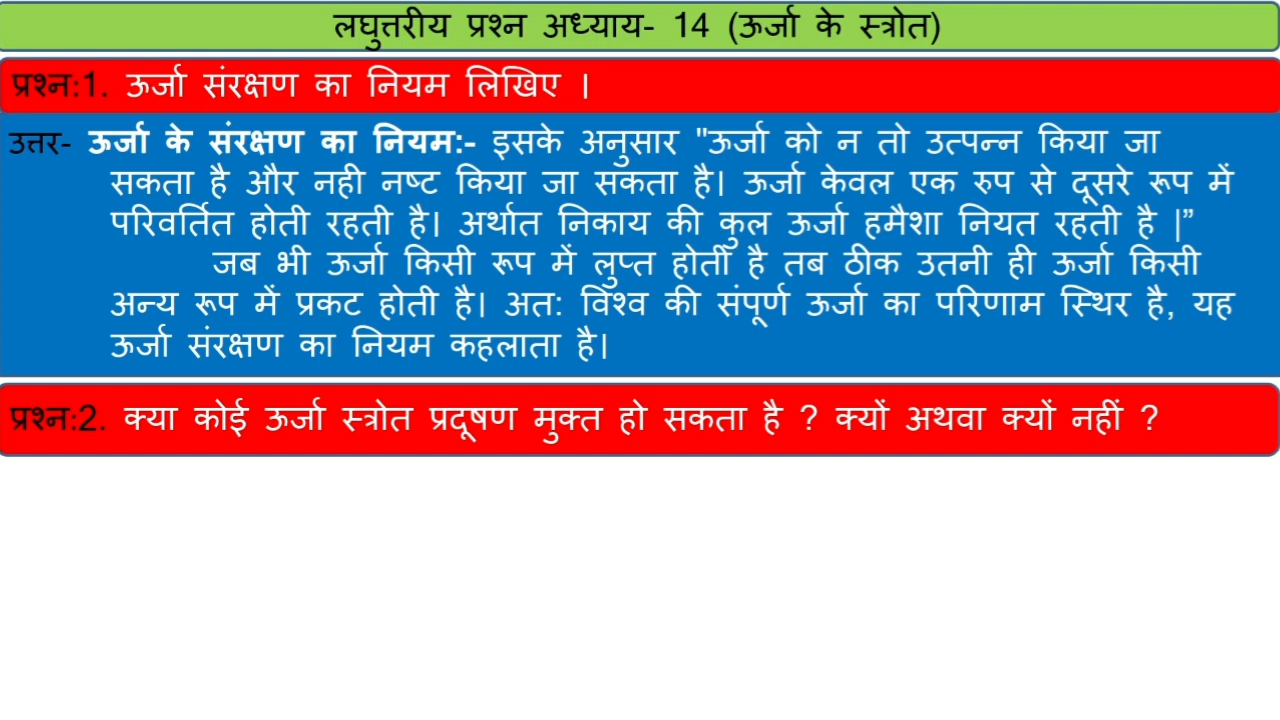 लघुत्तरीय प्रश्न अध्याय- 14 (ऊर्जा के स्त्रोत)
प्रश्न:1. ऊर्जा संरक्षण का नियम लिखिए ।
उत्तर- ऊर्जा के संरक्षण का नियम:- इसके अनुसार "ऊर्जा को न तो उत्पन्न किया जा
सकता है और नही नष्ट किया जा सकता है। ऊर्जा केवल एक रुप से दूसरे रूप में
परिवर्तित होती रहती है। अर्थात निकाय की कुल ऊर्जा हमैशा नियत रहती है |”
जब भी ऊर्जा किसी रूप में लुप्त होती है तब ठीक उतनी ही ऊर्जा किसी
अन्य रूप में प्रकट होती है। अत: विश्व की संपूर्ण ऊर्जा का परिणाम स्थिर है, यह
ऊर्जा संरक्षण का नियम कहलाता है।
प्रश्न:2. क्या कोई ऊर्जा स्त्रोत प्रदूषण मुक्त हो सकता है ? क्यों अथवा क्यों नहीं ?